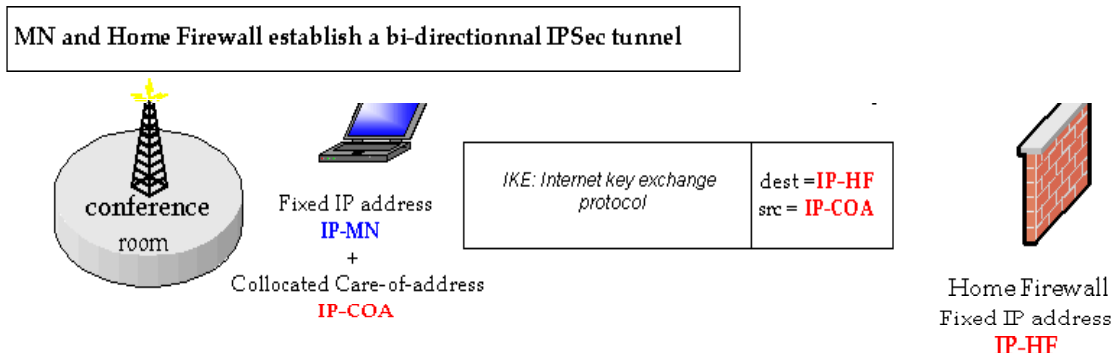 MN and Home Firewall establish a bi-directionnal IPSec tunnel
conference
room
Fixed IP address
IP-MN
+
Collocated Care-of-address
IP-COA
IKE: Internet key exchange
protocol
dest =IP-HF
src = IP-COA
Home Firewall
Fixed IP address
IP-HF